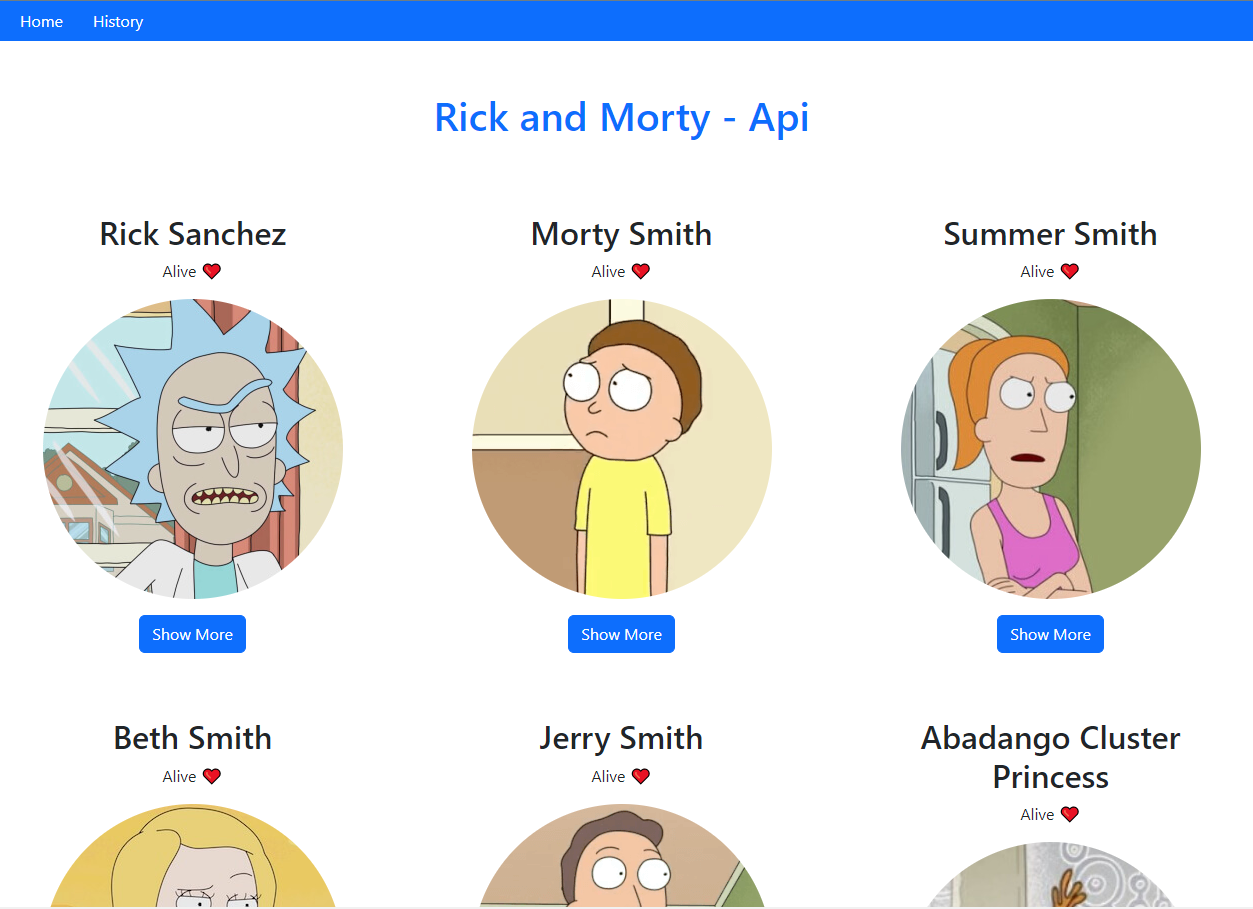 Home History
Rick and Morty - Api
Rick Sanchez Morty Smith Summer Smith
Alive ❤️ Alive ❤️ Alive ❤️
Show More Show More Show More
Beth Smith Jerry Smith Abadango Cluster
Princess
Alive ❤️ Alive ❤️
Alive ❤️